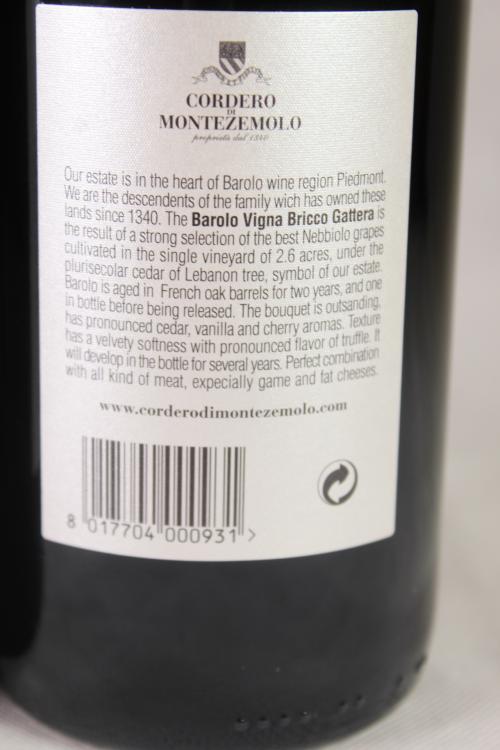 CORDERO
DI
MONTEZEMOLO
proprietà dal 1340
Our estate is in the heart of Barolo wine region Piedmont.
We are the descendents of the family wich has owned these
lands since 1340. The Barolo Vigna Bricco Gattera is
the result of a strong selection of the best Nebbiolo grapes
cultivated in the single vineyard of 2.6 acres, under the
plurisecolar cedar of Lebanon tree, symbol of our estate.
Barolo is aged in French oak barrels for two years, and one
in bottle before being released. The bouquet is outsanding,
has pronounced cedar, vanilla and cherry aromas. Texture
has a velvety softness with pronounced flavor of truffle. It
will develop in the bottle for several years. Perfect combination
with all kind of meat, expecially game and fat cheeses.
www.corderodimontezemolo.com
8 017704 000931 >